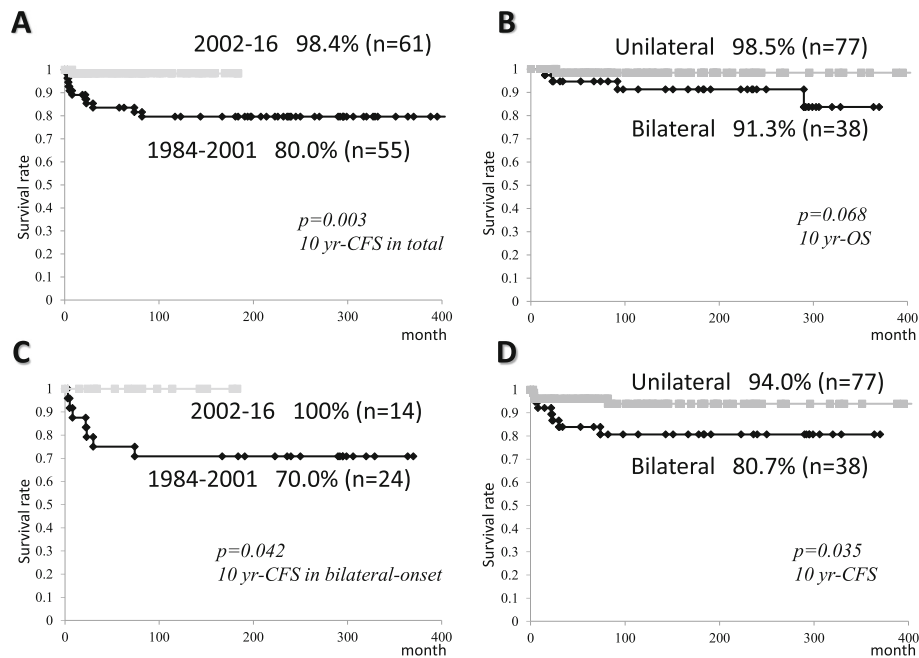 A
2002-16 98.4% (n=61)
1
0.9
0.8
0.7
0.6
0.5
0.4
0.3
0.2
0.1
0
Survival rate
1984-2001 80.0% (n=55)
p=0.003
10 yr-CFS in total
0 100 200 300 400
month
B
Unilateral 98.5% (n=77)
1
0.9
0.8
0.7
0.6
0.5
0.4
0.3
0.2
0.1
0
Survival rate
Bilateral 91.3% (n=38)
p=0.068
10 yr-OS
0 100 200 300 400
month
C
1
0.9
0.8
0.7
0.6
0.5
0.4
0.3
0.2
0.1
0
Survival rate
2002-16 100% (n=14)
1984-2001 70.0% (n=24)
p=0.042
10 yr-CFS in bilateral-onset
0 100 200 300 400
month
D
Unilateral 94.0% (n=77)
1
0.9
0.8
0.7
0.6
0.5
0.4
0.3
0.2
0.1
0
Survival rate
Bilateral 80.7% (n=38)
p=0.035
10 yr-CFS
0 100 200 300 400
month